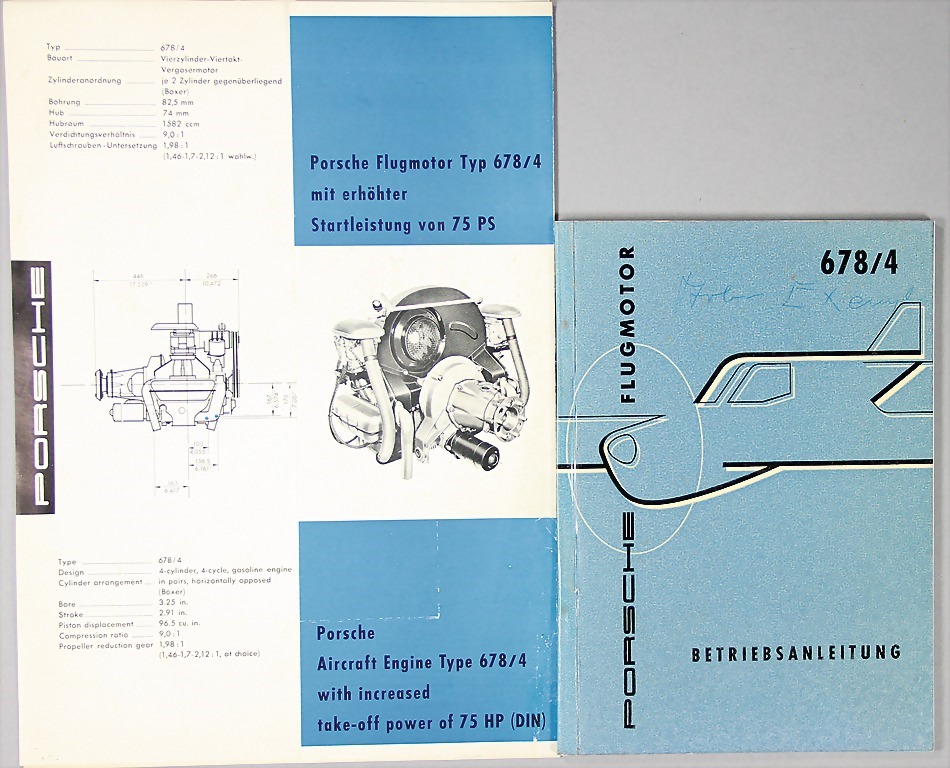 Typ 678/4
Bauart Vierzylinder-Viertakt-
Vergasermotor
Zylinderanordnung je 2 Zylinder gegenüberliegend
(Boxer)
Bohrung 82,5 mm
Hub 74 mm
Hubraum 1582 ccm
Verdichtungsverhältnis 9,0:1
Luftschrauben-Untersetzung 1,98:1
(1,46-1,7-2,12:1 wahlw.)
Porsche Flugmotor Typ 678/4
mit erhöhter
Startleistung von 75 PS
PORSCHE
446
266
17.559
10.472
Type 678/4
Design 4-cylinder, 4-cycle, gasoline engine
Cylinder arrangement in pairs, horizontally opposed
(Boxer)
Bore 3.25 in.
Stroke 2.91 in.
Piston displacement 96.5 cu. in.
Compression ratio 9,0:1
Propeller reduction gear 1,98:1
(1,46-1,7-2,12:1, at choice)
Porsche
Aircraft Engine Type 678/4
with increased
take-off power of 75 HP (DIN)
678/4
PORSCHE FLUGMOTOR
BETRIEBSANLEITUNG